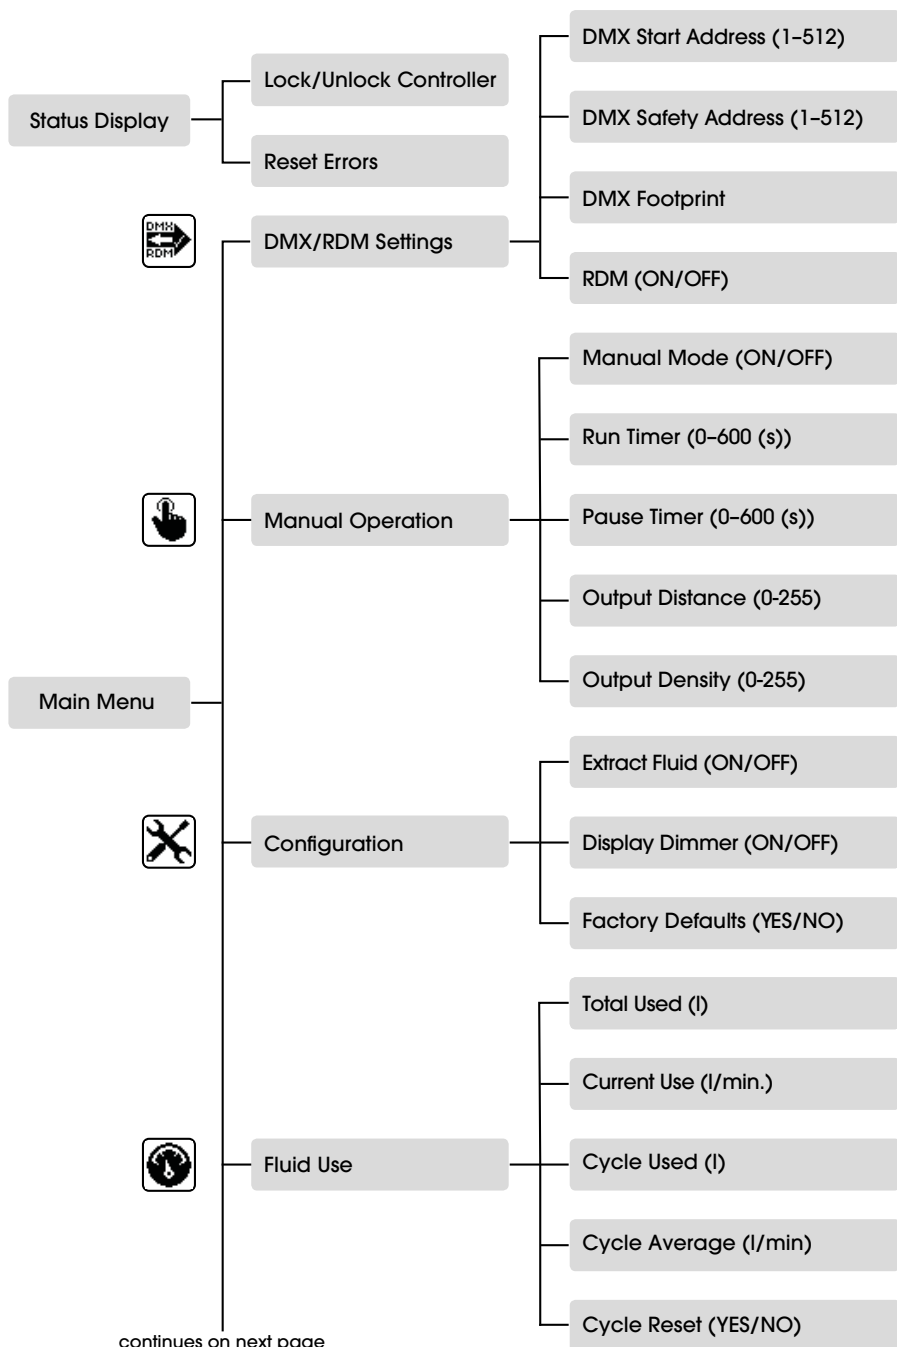 DMX Start Address (1–512)
Lock/Unlock Controller
Status Display
DMX Safety Address (1–512)
Reset Errors
DMX Footprint
DMX
RDM
DMX/RDM Settings
RDM (ON/OFF)
Manual Mode (ON/OFF)
Run Timer (0–600 (s))
Manual Operation
Pause Timer (0–600 (s))
Output Distance (0-255)
Output Density (0-255)
Main Menu
Extract Fluid (ON/OFF)
Configuration
Display Dimmer (ON/OFF)
Factory Defaults (YES/NO)
Total Used (l)
Current Use (l/min.)
Fluid Use
Cycle Used (l)
Cycle Average (l/min)
Cycle Reset (YES/NO)
continues on next page